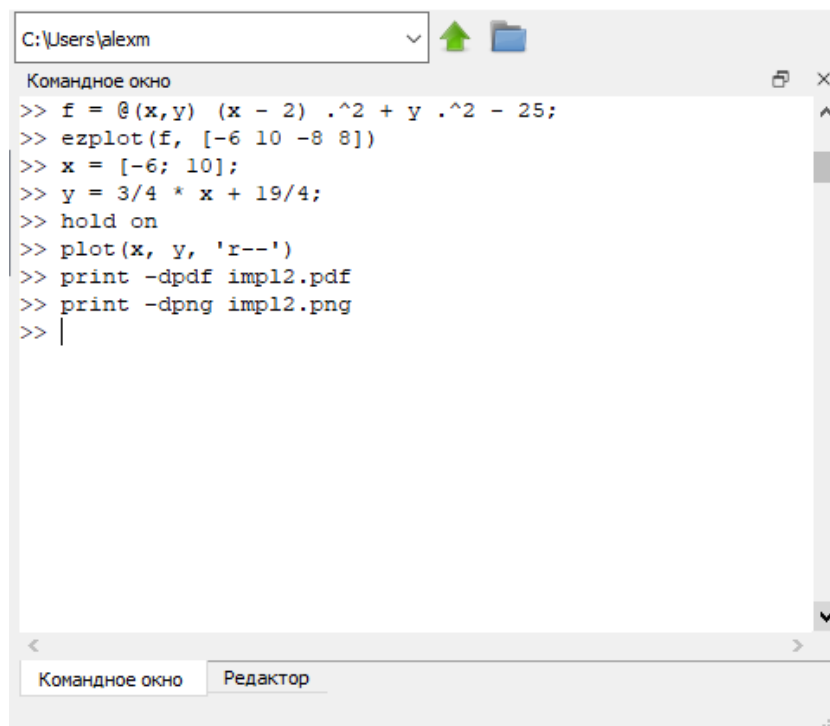 C:\Users\alexm
Командное окно
>> f = @(x,y) (x - 2) .^2 + y .^2 - 25;
>> ezplot(f, [-6 10 -8 8])
>> x = [-6; 10];
>> y = 3/4 * x + 19/4;
>> hold on
>> plot(x, y, 'r--')
>> print -dpdf impl2.pdf
>> print -dpng impl2.png
>>
Командное окно
Редактор